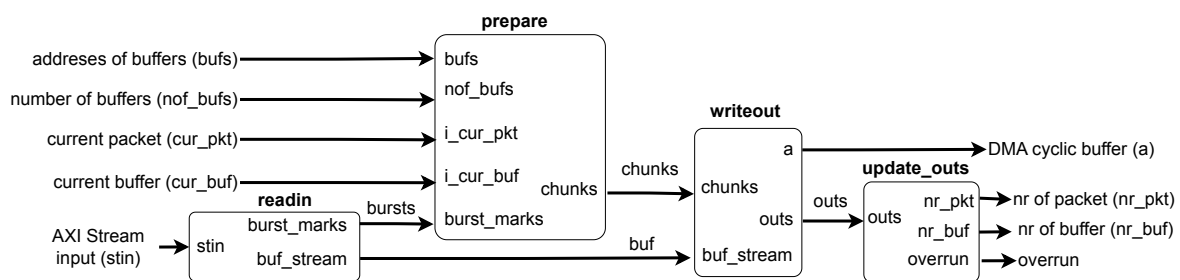 prepare
addreses of buffers (bufs)
bufs
number of buffers (nof_bufs)
nof_bufs
writeout
current packet (cur_pkt)
i_cur_pkt
a
DMA cyclic buffer (a)
update_outs
current buffer (cur_buf)
i_cur_buf
chunks
chunks
chunks
readin
bursts
burst_marks
burst_marks
outs
outs
outs
nr_pkt
nr of packet (nr_pkt)
nr_buf
nr of buffer (nr_buf)
AXI Stream
input (stin)
stin
buf_stream
buf
buf_stream
overrun
overrun